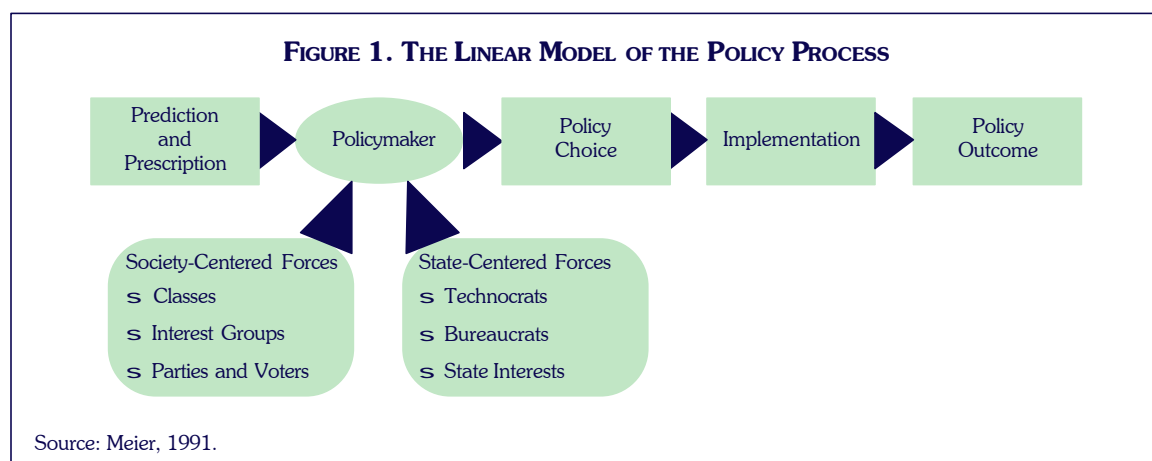 FIGURE 1. THE LINEAR MODEL OF THE POLICY PROCESS
Prediction
and
Prescription
Policymaker
Policy
Choice
Implementation
Policy
Outcome
Society-Centered Forces
s Classes
s Interest Groups
s Parties and Voters
State-Centered Forces
s Technocrats
s Bureaucrats
s State Interests
Source: Meier, 1991.